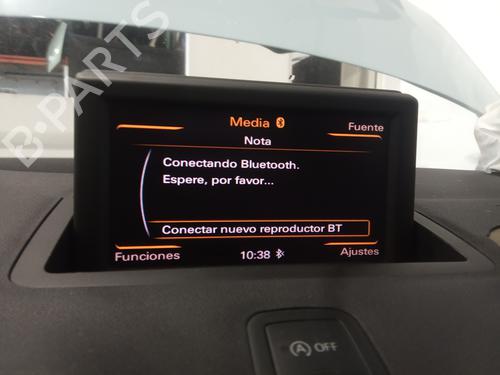 Media
Fuente
Nota
Conectando Bluetooth.
Espere, por favor...
Conectar nuevo reproductor BT
Funciones
10:38
Ajustes
A OFF
B-PARTS